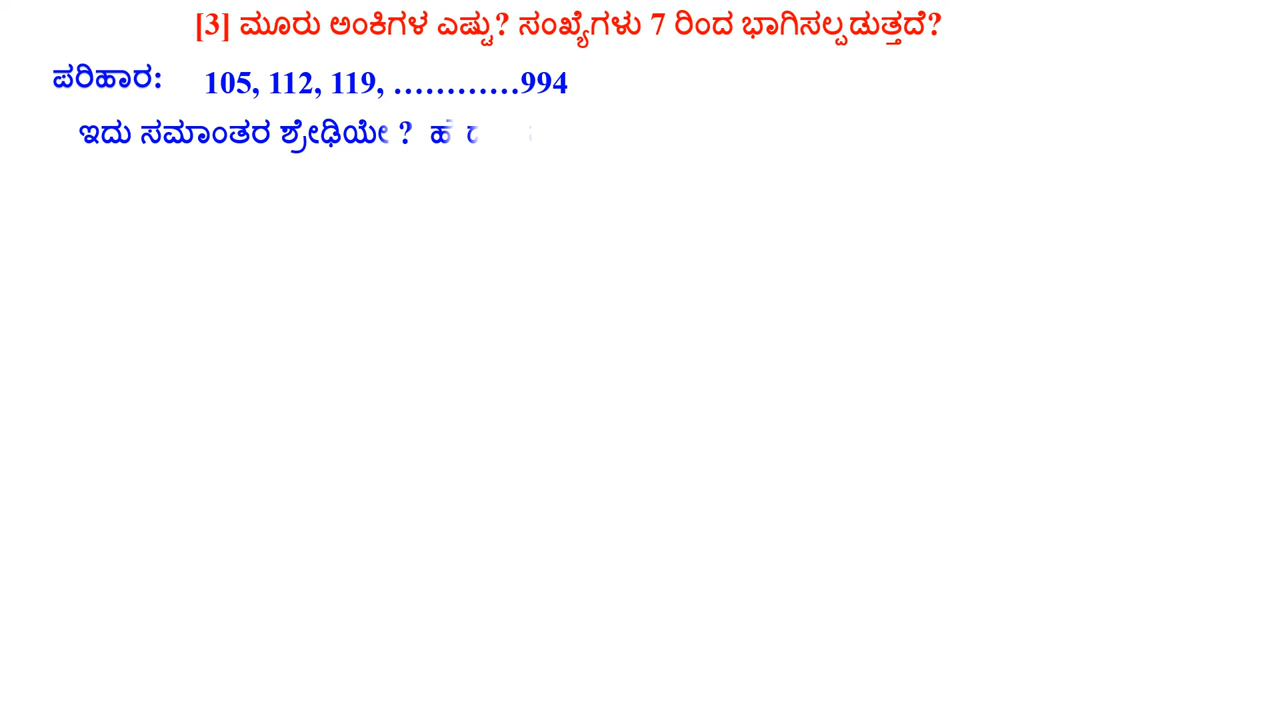 [3] ಮೂರು ಅಂಕಿಗಳ ಎಷ್ಟು? ಸಂಖ್ಯೆಗಳು 7 ರಿಂದ ಭಾಗಿಸಲ್ಪಡುತ್ತದೆ?
ಪರಿಹಾರ: 105, 112, 119, …………994
ಇದು ಸಮಾಂತರ ಶ್ರೇಢಿಯೇ ?